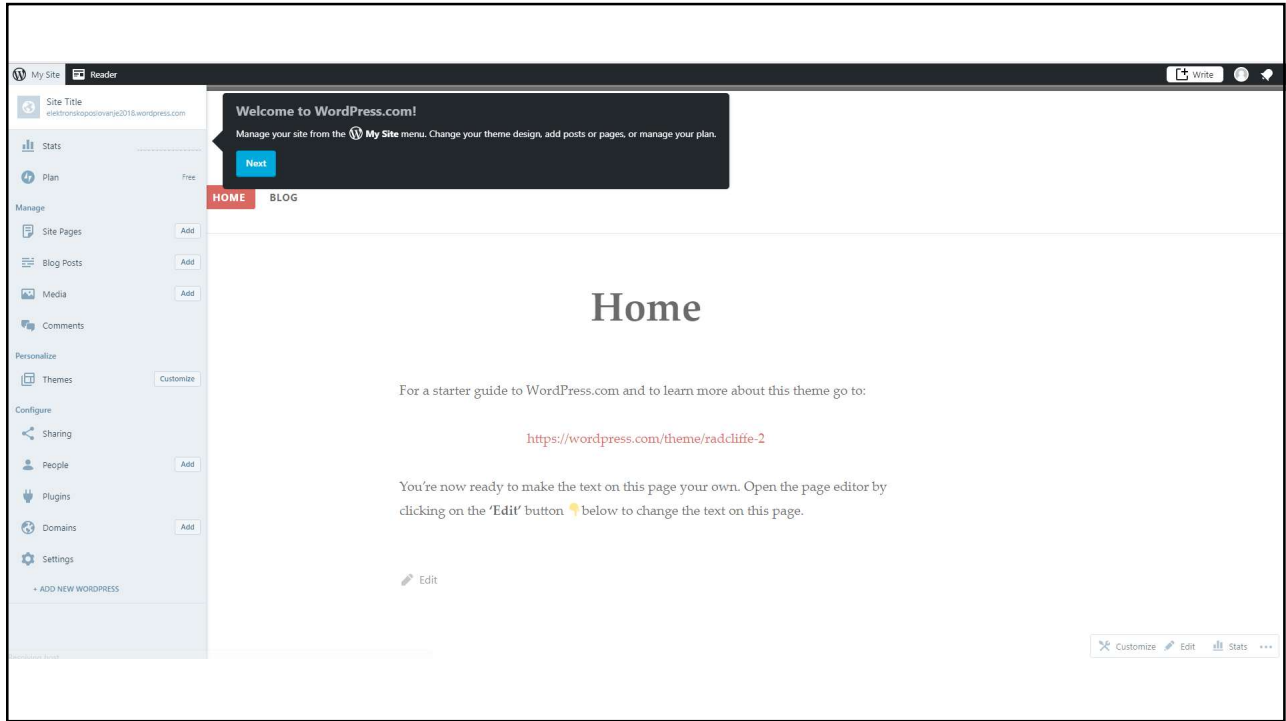 My Site Reader Write
Site Title
elektronskoposlovanje2018.wordpress.com
Welcome to WordPress.com!
Manage your site from the My Site menu. Change your theme design, add posts or pages, or manage your plan.
Next
Stats
Plan Free
Manage
Site Pages Add
Blog Posts Add
Media Add
Comments
Personalize
Themes Customize
Configure
Sharing
People Add
Plugins
Domains Add
Settings
+ ADD NEW WORDPRESS
HOME BLOG
Home
For a starter guide to WordPress.com and to learn more about this theme go to:
https://wordpress.com/theme/radcliffe-2
You're now ready to make the text on this page your own. Open the page editor by
clicking on the 'Edit' button 👇 below to change the text on this page.
Edit
Customize Edit Stats ...